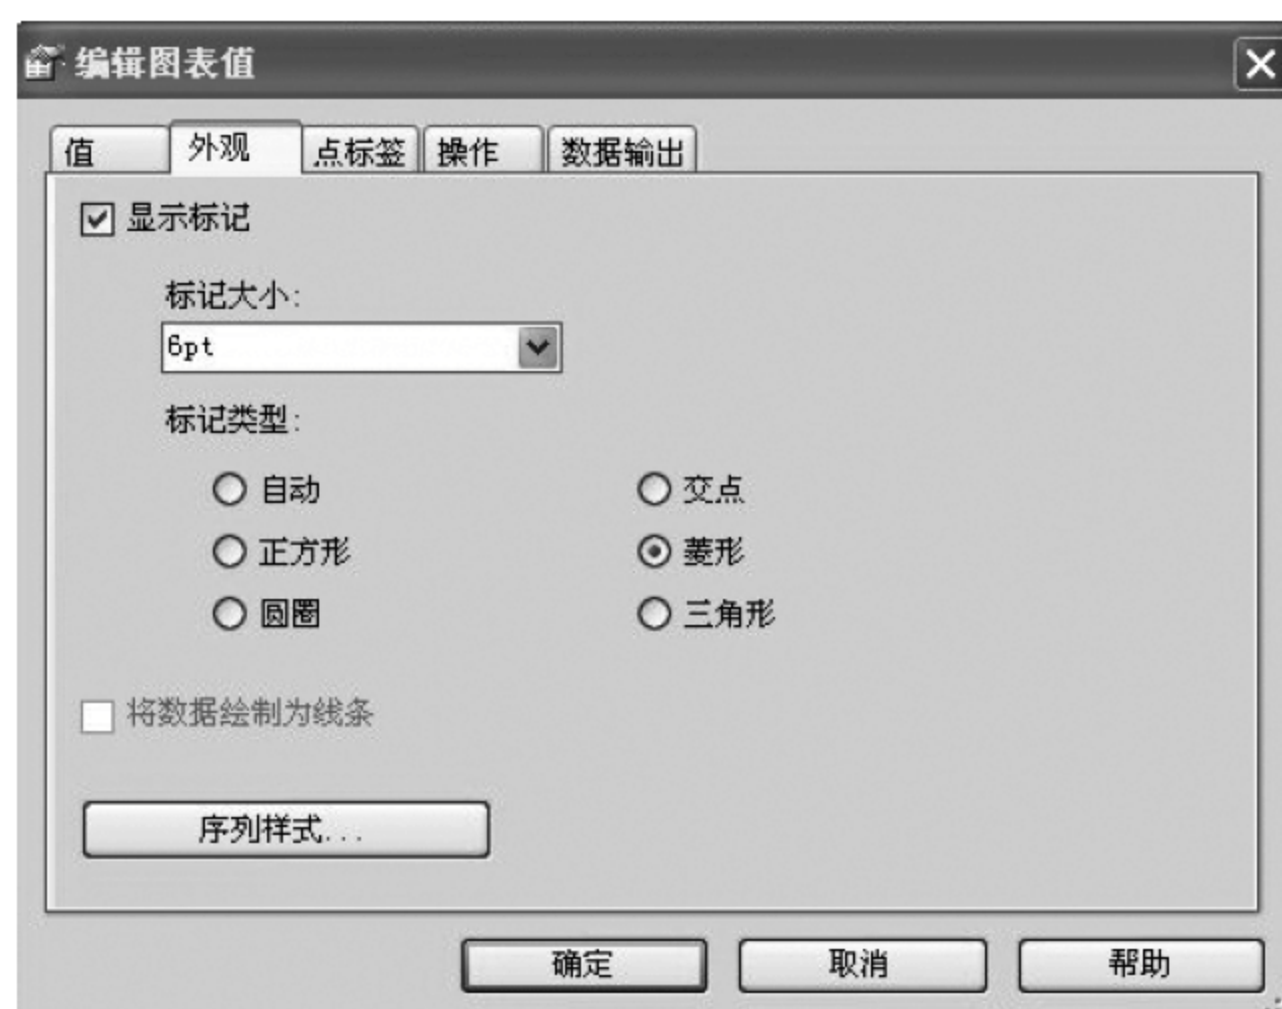 编辑图表值
值 外观 点标签 操作 数据输出
显示标记
标记大小:
6pt
标记类型:
自动 交点
正方形 菱形
圆圈 三角形
将数据绘制为线条
序列样式...
确定 取消 帮助